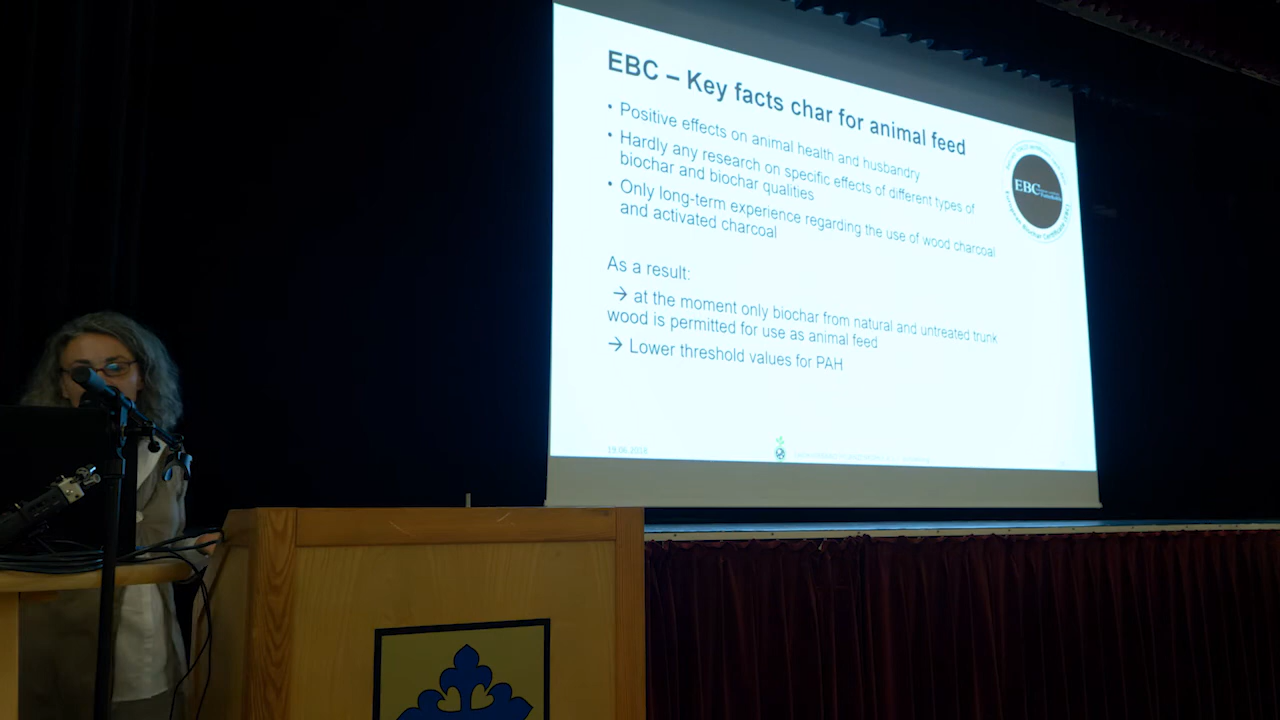 EBC – Key facts char for animal feed
• Positive effects on animal health and husbandry
• Hardly any research on specific effects of different types of
biochar and biochar qualities
• Only long-term experience regarding the use of wood charcoal
and activated charcoal
As a result:
→ at the moment only biochar from natural and untreated trunk
wood is permitted for use as animal feed
→ Lower threshold values for PAH
EBC
19.06.2018